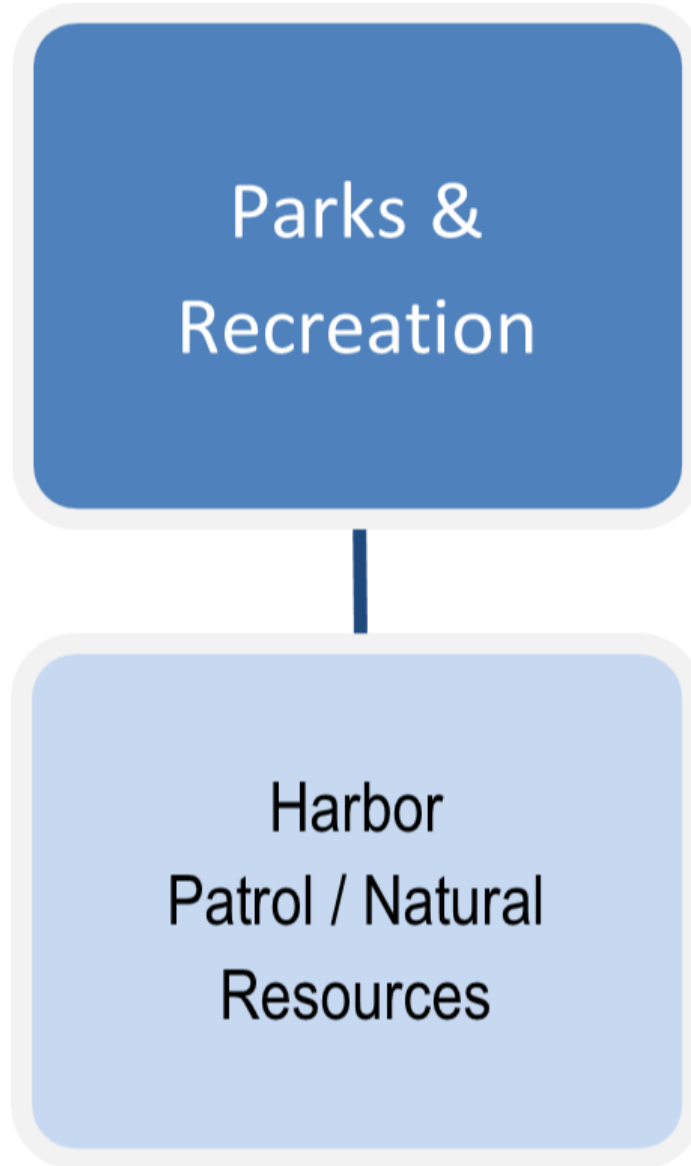 Parks &
Recreation
Harbor
Patrol / Natural
Resources